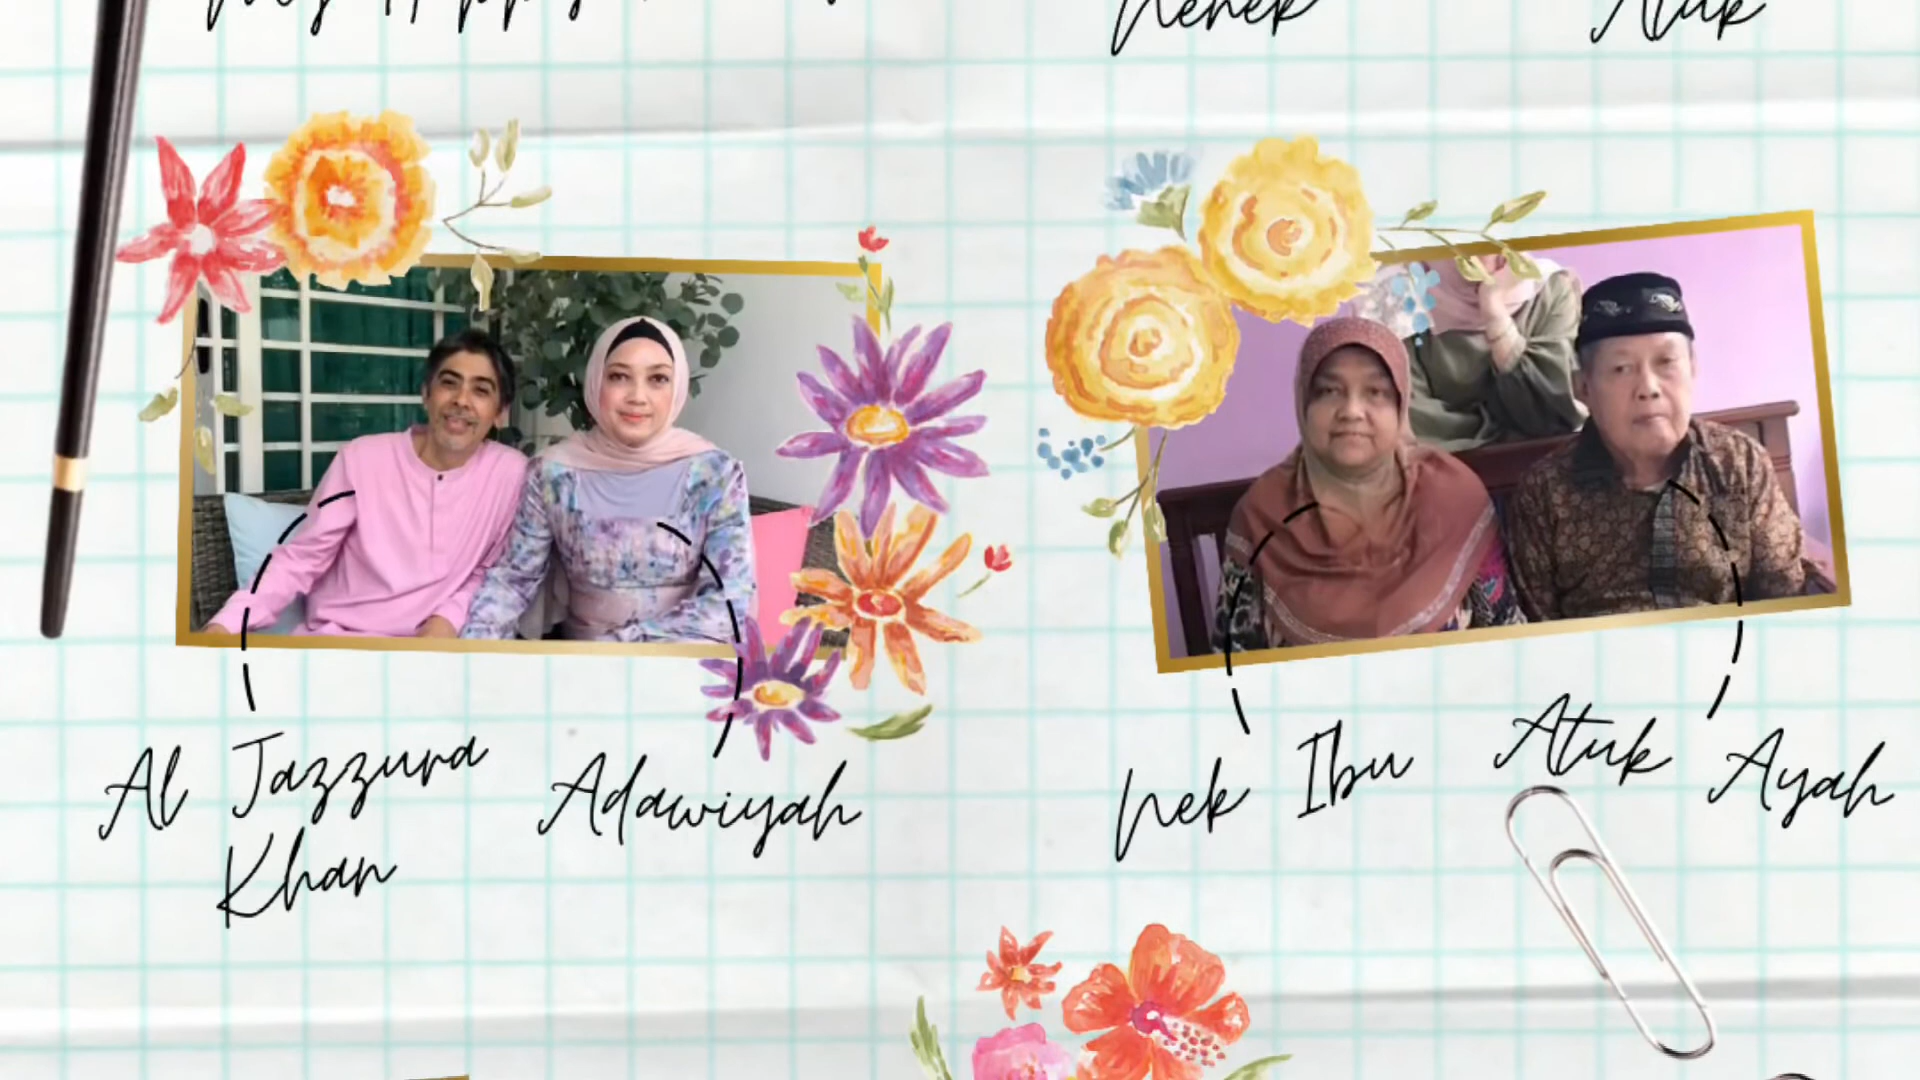 Nenek
Atuk
Al Jazzura
Khan
Adawiyah
Nek Ibu
Atuk Ayah